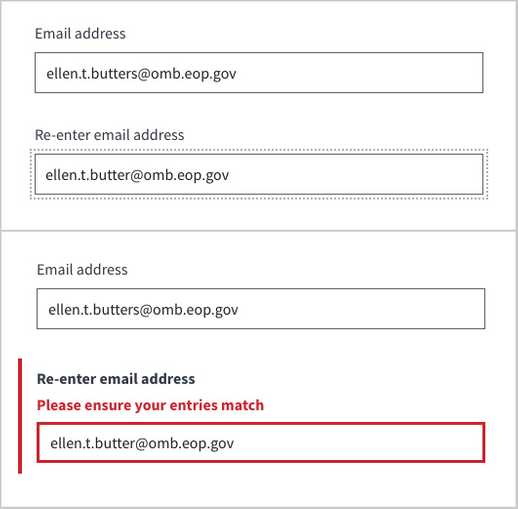 Email address
ellen.t.butters@omb.eop.gov
Re-enter email address
ellen.t.butter@omb.eop.gov
Email address
ellen.t.butters@omb.eop.gov
Re-enter email address
Please ensure your entries match
ellen.t.butter@omb.eop.gov